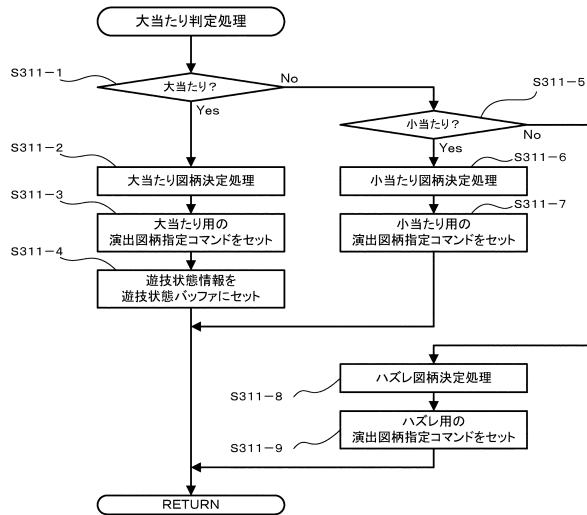 大当たり判定処理
S311-1
大当たり?
No
Yes
S311-5
小当たり?
No
Yes
S311-2
大当たり図柄決定処理
S311-6
小当たり図柄決定処理
S311-3
大当たり用の
演出図柄指定コマンドをセット
S311-7
小当たり用の
演出図柄指定コマンドをセット
S311-4
遊技状態情報を
遊技状態バッファにセット
S311-8
ハズレ図柄決定処理
S311-9
ハズレ用の
演出図柄指定コマンドをセット
RETURN